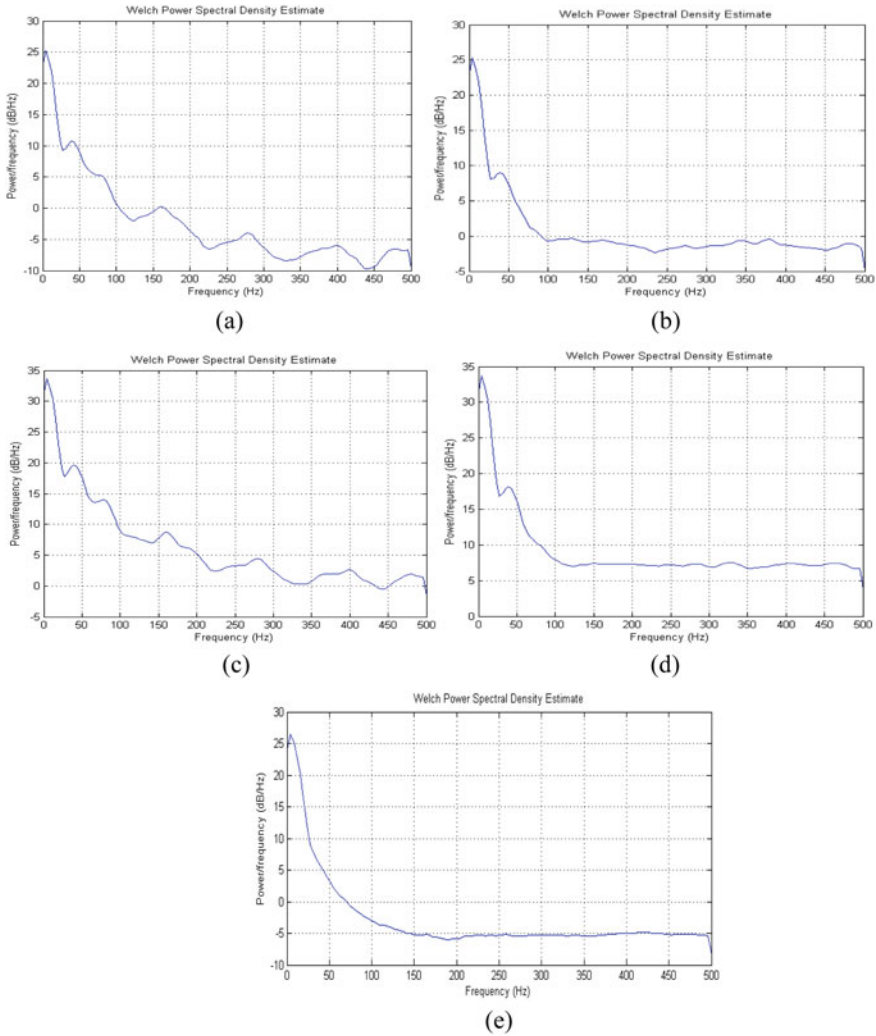 Welch Power Spectral Density Estimate
Power/frequency (dB/Hz)
30
25
20
15
10
5
0
-5
-10
0 50 100 150 200 250 300 350 400 450 500
Frequency (Hz)
(a)
Welch Power Spectral Density Estimate
Power/frequency (dB/Hz)
30
25
20
15
10
5
0
-5
0 50 100 150 200 250 300 350 400 450 500
Frequency (Hz)
(b)
Welch Power Spectral Density Estimate
Power/frequency (dB/Hz)
35
30
25
20
15
10
5
0
-5
0 50 100 150 200 250 300 350 400 450 500
Frequency (Hz)
(c)
Welch Power Spectral Density Estimate
Power/frequency (dB/Hz)
35
30
25
20
15
10
5
0
0 50 100 150 200 250 300 350 400 450 500
Frequency (Hz)
(d)
Welch Power Spectral Density Estimate
Power/frequency (dB/Hz)
30
25
20
15
10
5
0
-5
-10
0 50 100 150 200 250 300 350 400 450 500
Frequency (Hz)
(e)